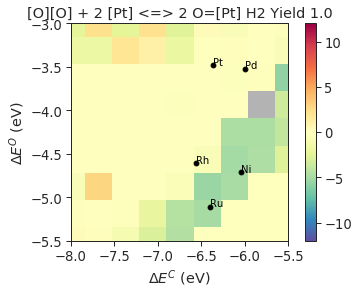 [O][O] + 2 [Pt] <=> 2 O=[Pt] H2 Yield 1.0
−3.0
−3.5
−4.0
−4.5
−5.0
−5.5
ΔE^O (eV)
Pt
Pd
Rh
Ni
Ru
−8.0 −7.5 −7.0 −6.5 −6.0 −5.5
ΔE^C (eV)
10
5
0
−5
−10